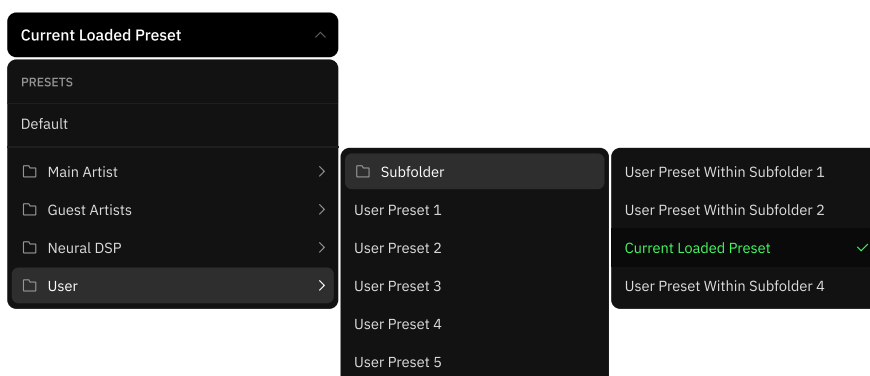 Current Loaded Preset
PRESETS
Default
Main Artist
Guest Artists
Neural DSP
User
Subfolder
User Preset 1
User Preset 2
User Preset 3
User Preset 4
User Preset 5
User Preset Within Subfolder 1
User Preset Within Subfolder 2
Current Loaded Preset
User Preset Within Subfolder 4